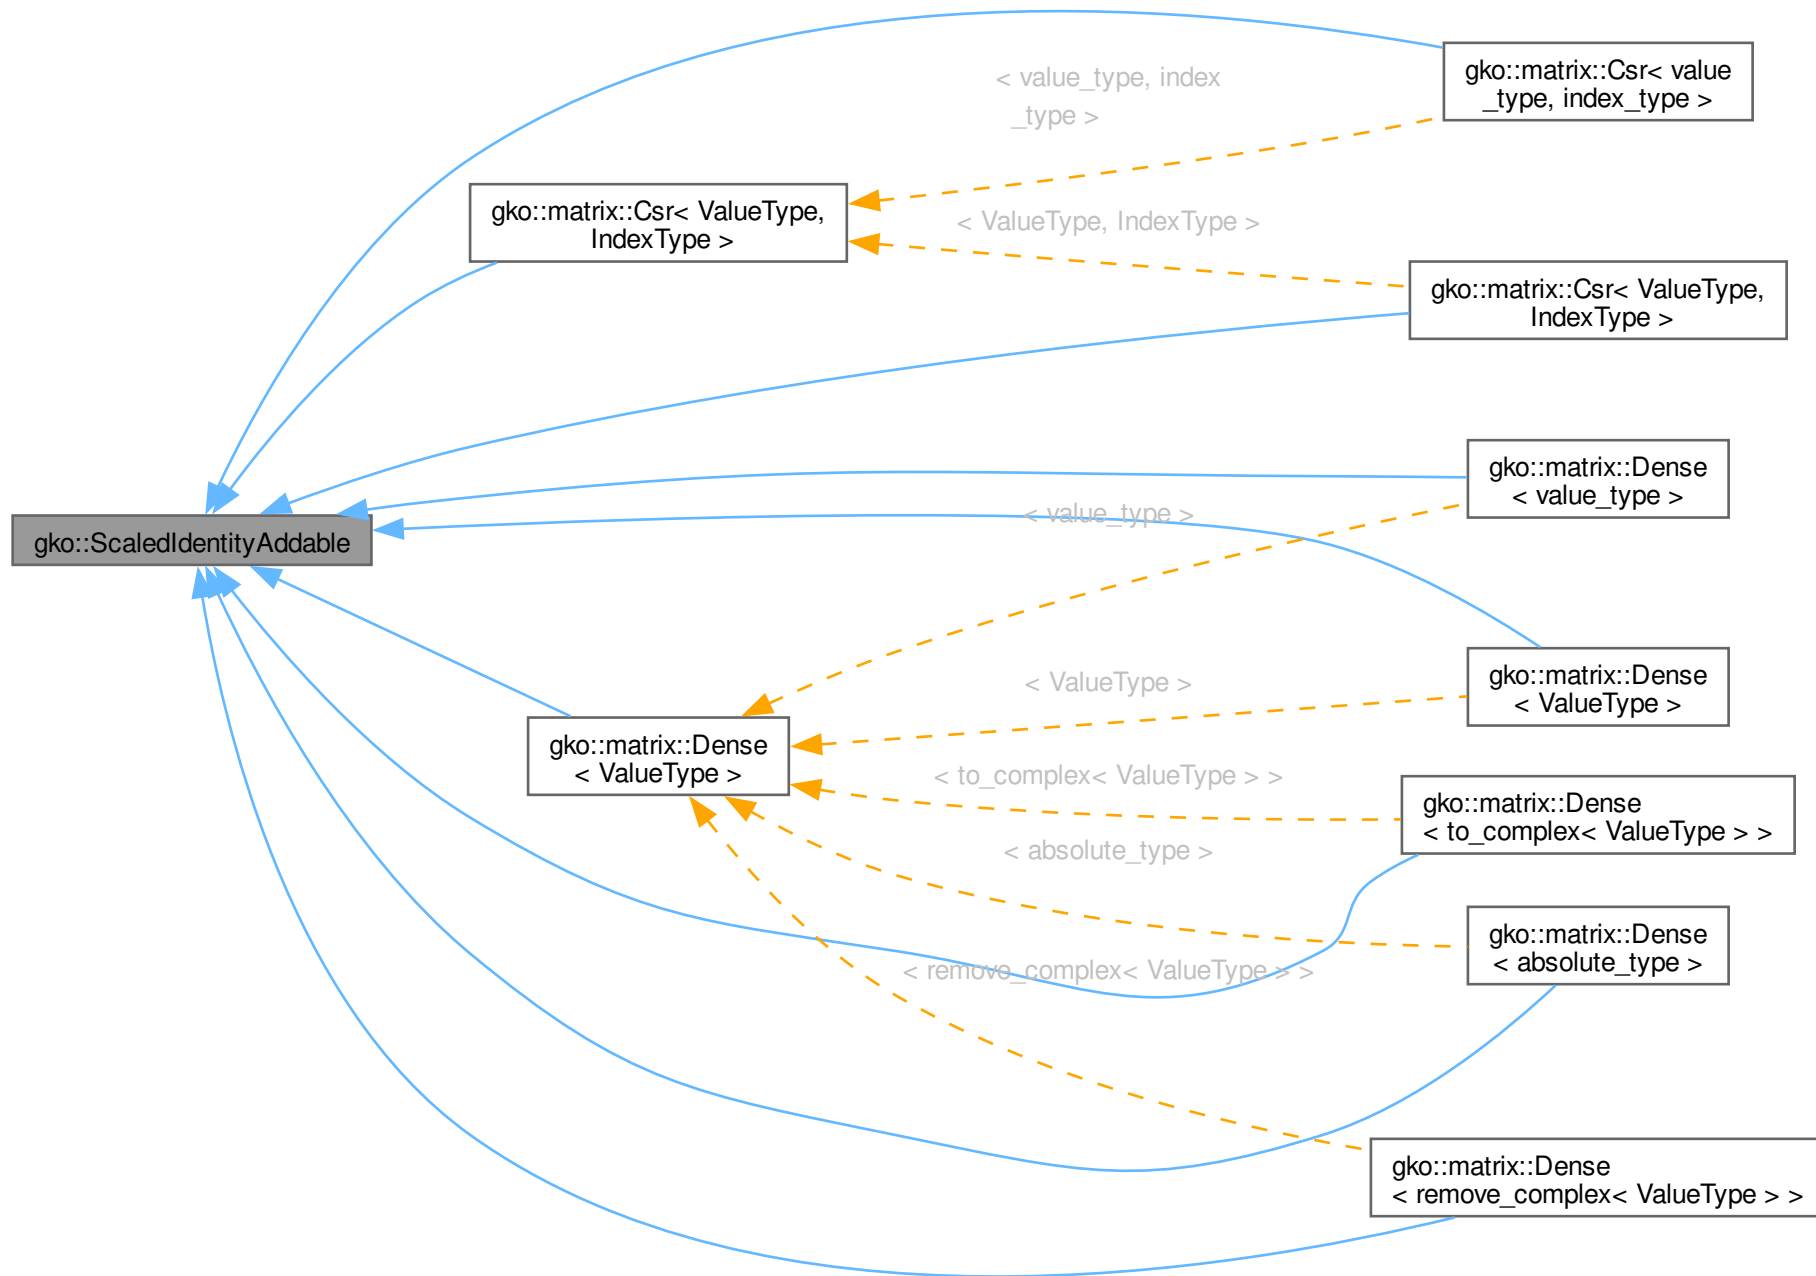 gko::matrix::Csr< value
_type, index_type >
< value_type, index
_type >
gko::matrix::Csr< ValueType,
IndexType >
< ValueType, IndexType >
gko::matrix::Csr< ValueType,
IndexType >
gko::matrix::Dense
< value_type >
< value_type >
gko::ScaledIdentityAddable
gko::matrix::Dense
< ValueType >
< ValueType >
gko::matrix::Dense
< ValueType >
< to_complex< ValueType > >
gko::matrix::Dense
< to_complex< ValueType > >
< absolute_type >
gko::matrix::Dense
< absolute_type >
< remove_complex< ValueType > >
gko::matrix::Dense
< remove_complex< ValueType > >